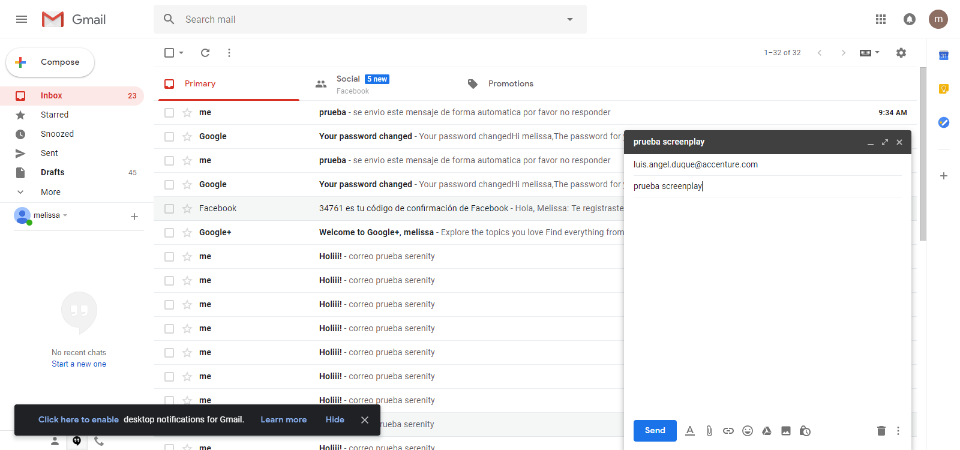 Gmail
Search mail
m
Compose
1–32 of 32
31
Inbox 23
Starred
Snoozed
Sent
Drafts 45
More
melissa
No recent chats
Start a new one
Primary
Social 5 new
Facebook
Promotions
me prueba - se envio este mensaje de forma automatica por favor no responder 9:34 AM
Google Your password changed - Your password changedHi melissa,The password for
me prueba - se envio este mensaje de forma automatica por favor no responder
Google Your password changed - Your password changedHi melissa,The password for
Facebook 34761 es tu código de confirmación de Facebook - Hola, Melissa: Te registraste
Google+ Welcome to Google+, melissa - Explore the topics you love Find everything from
me Holiii! - correo prueba serenity
me Holiii! - correo prueba serenity
me Holiii! - correo prueba serenity
me Holiii! - correo prueba serenity
me Holiii! - correo prueba serenity
me Holiii! - correo prueba serenity
me Holiii! - correo prueba serenity
prueba serenity
me Holiii! - correo prueba serenity
Click here to enable desktop notifications for Gmail. Learn more Hide
prueba screenplay
luis.angel.duque@accenture.com
prueba screenplay
Send